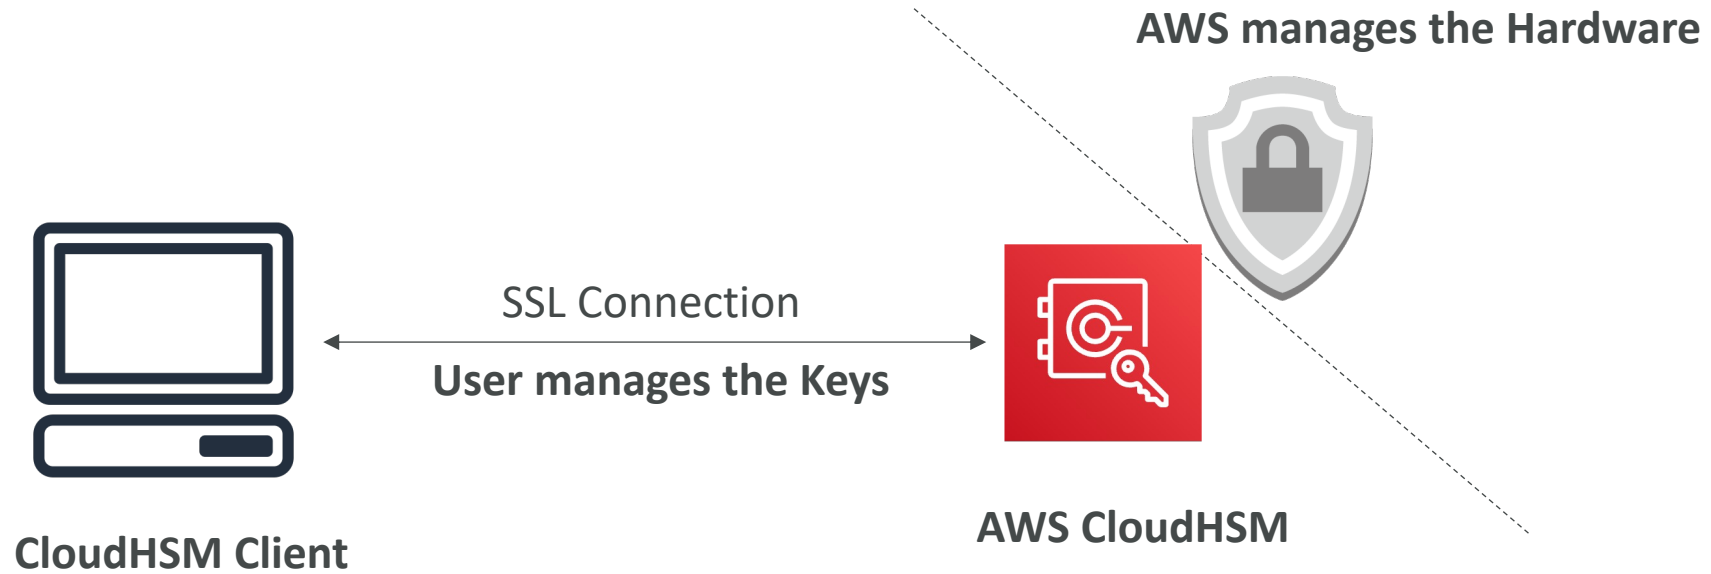 AWS manages the Hardware
SSL Connection
User manages the Keys
AWS CloudHSM
CloudHSM Client